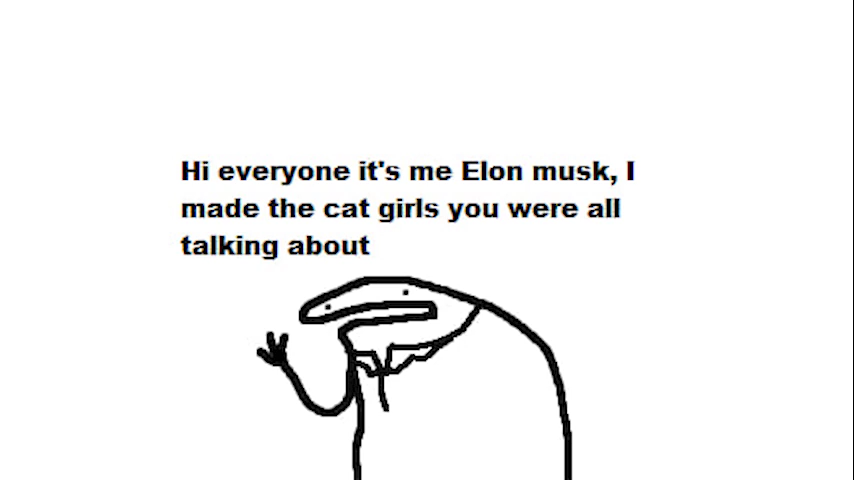 Hi everyone it's me Elon musk, I
made the cat girls you were all
talking about